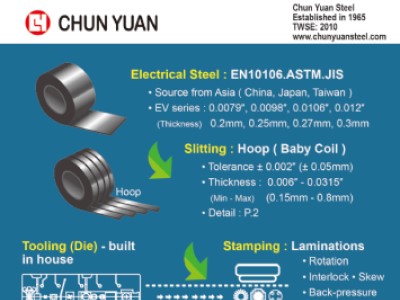 CHUN YUAN
Chun Yuan Steel
Established in 1965
TWSE: 2010
www.chunyuansteel.com
Electrical Steel : EN10106.ASTM.JIS
• Source from Asia ( China, Japan, Taiwan )
• EV series : 0.0079", 0.0098", 0.0106", 0.012"
(Thickness) 0.2mm, 0.25mm, 0.27mm, 0.3mm
Slitting : Hoop ( Baby Coil )
• Tolerance ± 0.002" (± 0.05mm)
• Thickness : 0.006" - 0.0315"
(Min - Max) (0.15mm - 0.8mm)
• Detail : P.2
Hoop
Tooling (Die) - built
in house
Stamping : Laminations
• Rotation
• Interlock • Skew
• Back-pressure